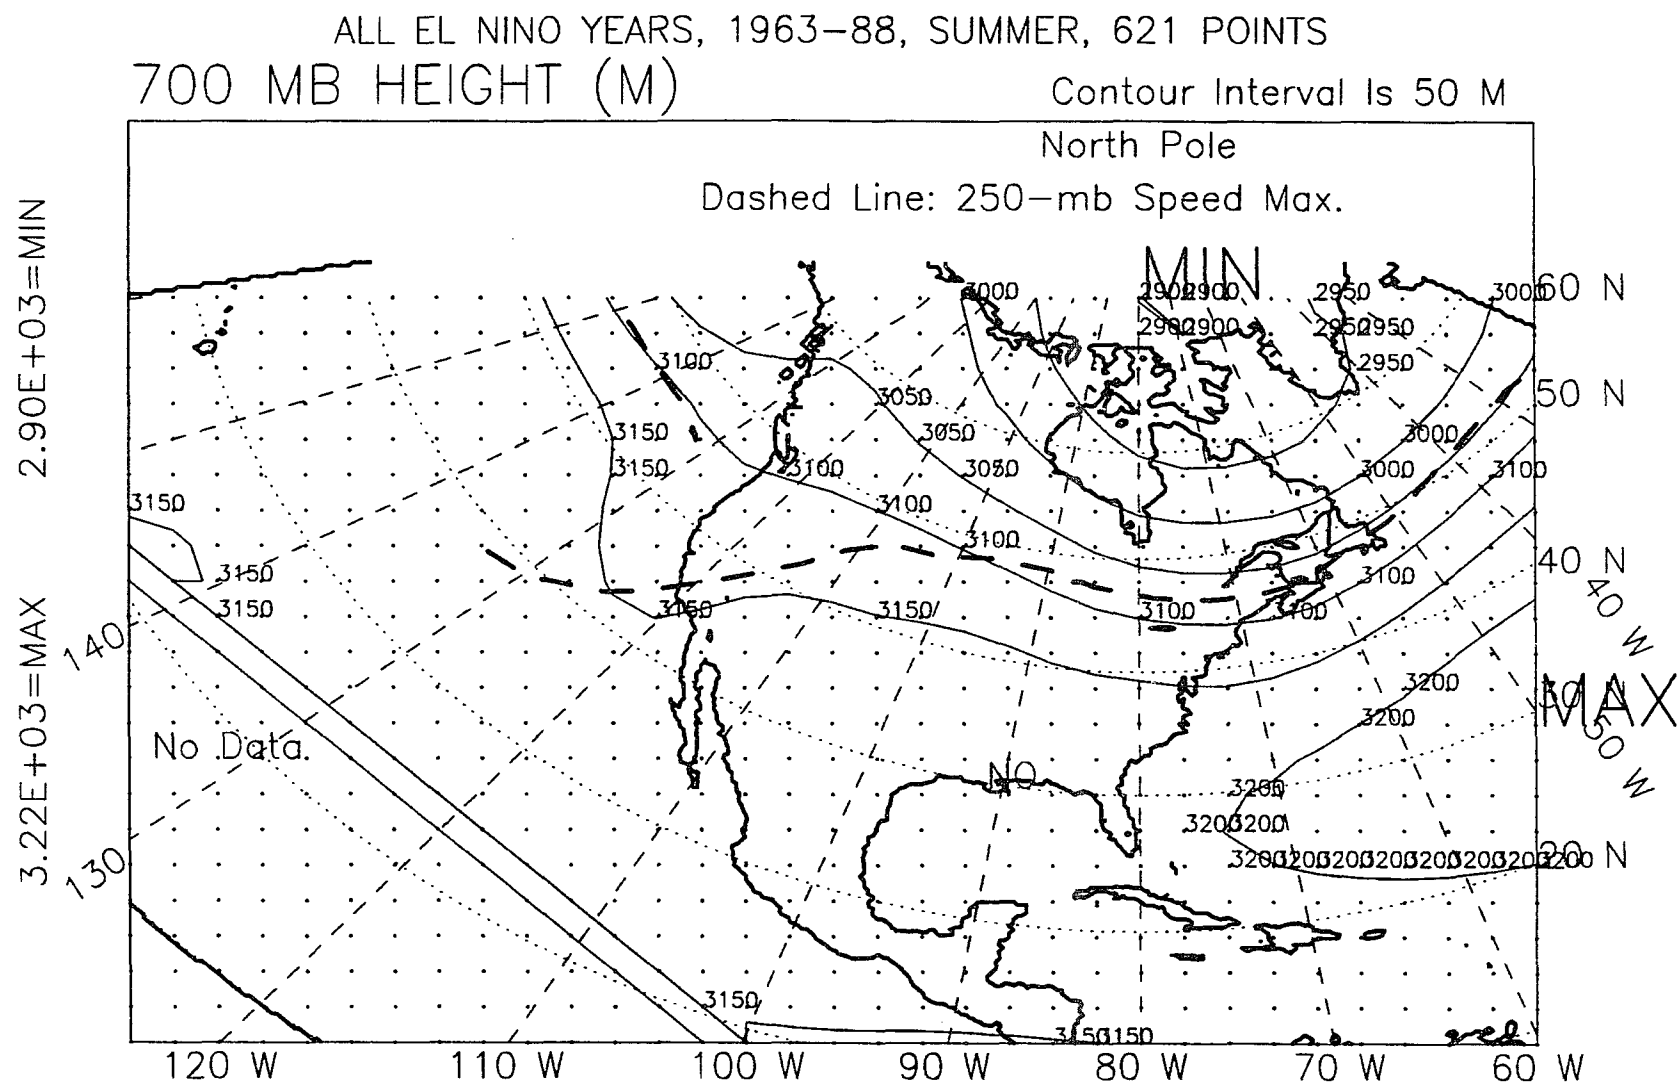 ALL EL NINO YEARS, 1963-88, SUMMER, 621 POINTS
700 MB HEIGHT (M)
Contour Interval Is 50 M
North Pole
Dashed Line: 250-mb Speed Max.
2.90E+03=MIN
3.22E+03=MAX
MIN
3000 2900 2900 2950 3000 60 N
2900 2900 2950 2950
3100 2950
3050 50 N
3150 3050 3000
3150 3100 3050 3000 3100
3150 3100
3100 40 N
3150 3100
3150 3150 3150 3100 3100
40 W
140
3200 30 N MAX
3200 50 W
No Data.
NO
3200
3200 3200
3200 3200 3200 3200 3200 3200 3200 3200 20 N
130
3150
3150 3150
120 W 110 W 100 W 90 W 80 W 70 W 60 W